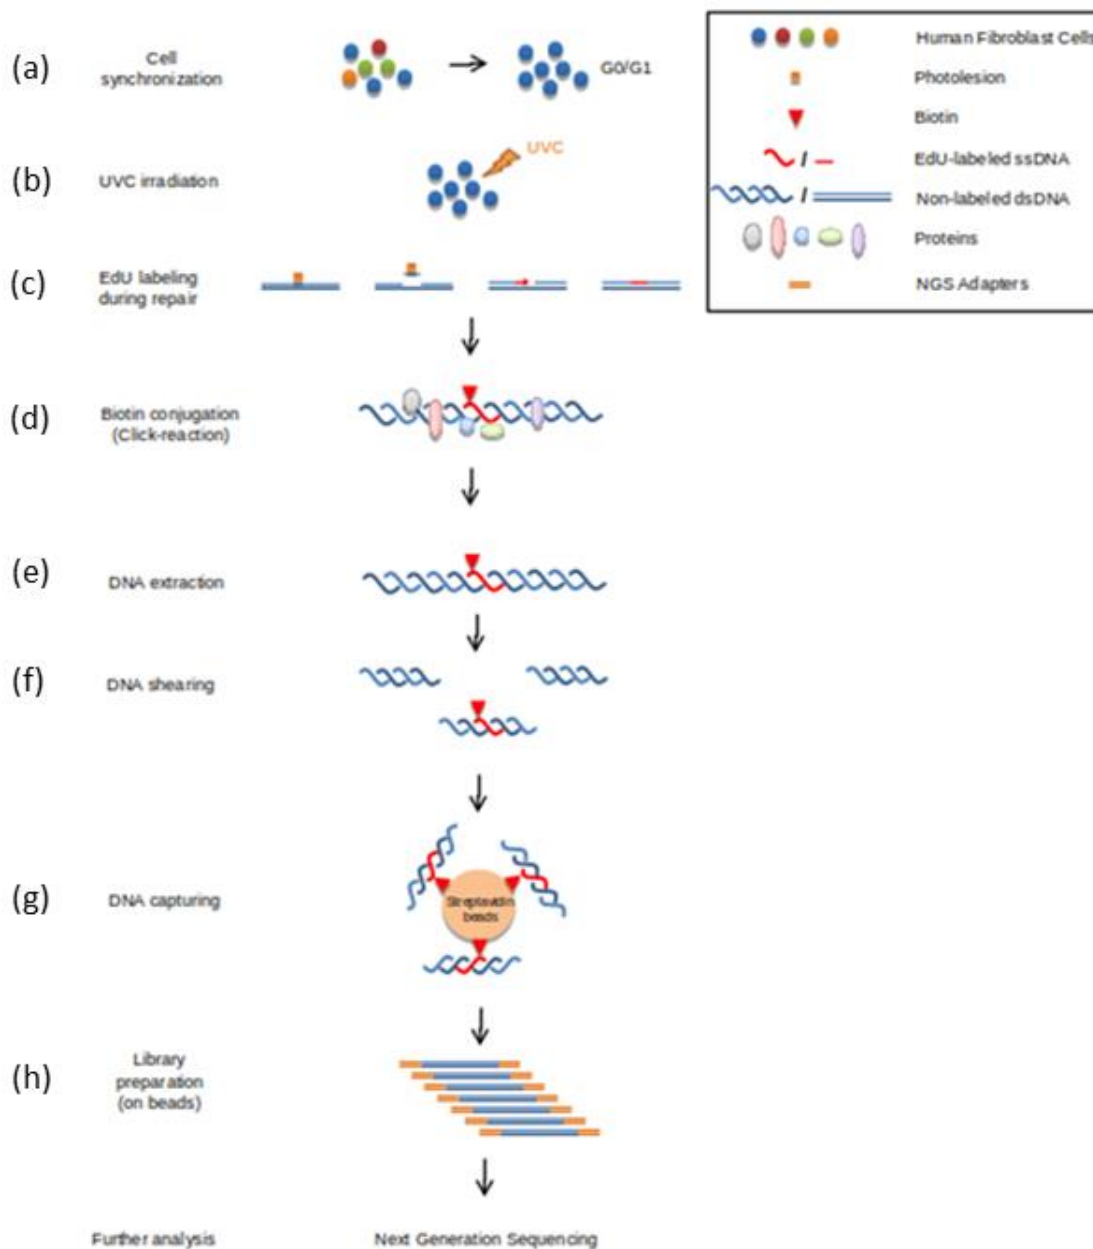 (a)
Cell
synchronization
G0/G1
Human Fibroblast Cells
Photolesion
Biotin
EdU-labeled ssDNA
Non-labeled dsDNA
Proteins
NGS Adapters
(b)
UVC irradiation
UVC
(c)
EdU labeling
during repair
(d)
Biotin conjugation
(Click-reaction)
(e)
DNA extraction
(f)
DNA shearing
(g)
DNA capturing
Streptavidin
beads
(h)
Library
preparation
(on beads)
Further analysis
Next Generation Sequencing